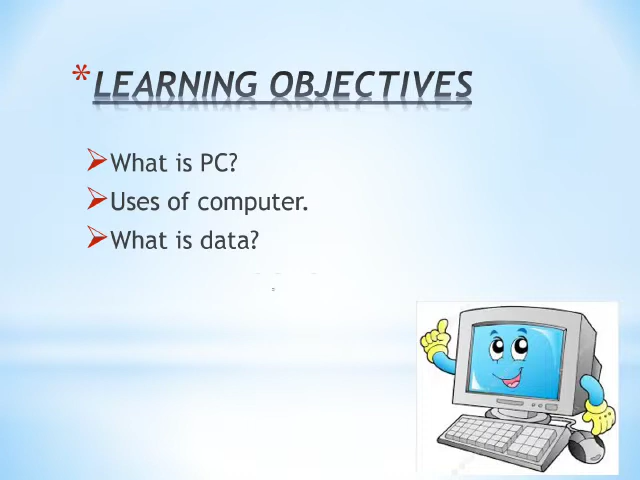 *LEARNING OBJECTIVES
➤What is PC?
➤Uses of computer.
➤What is data?